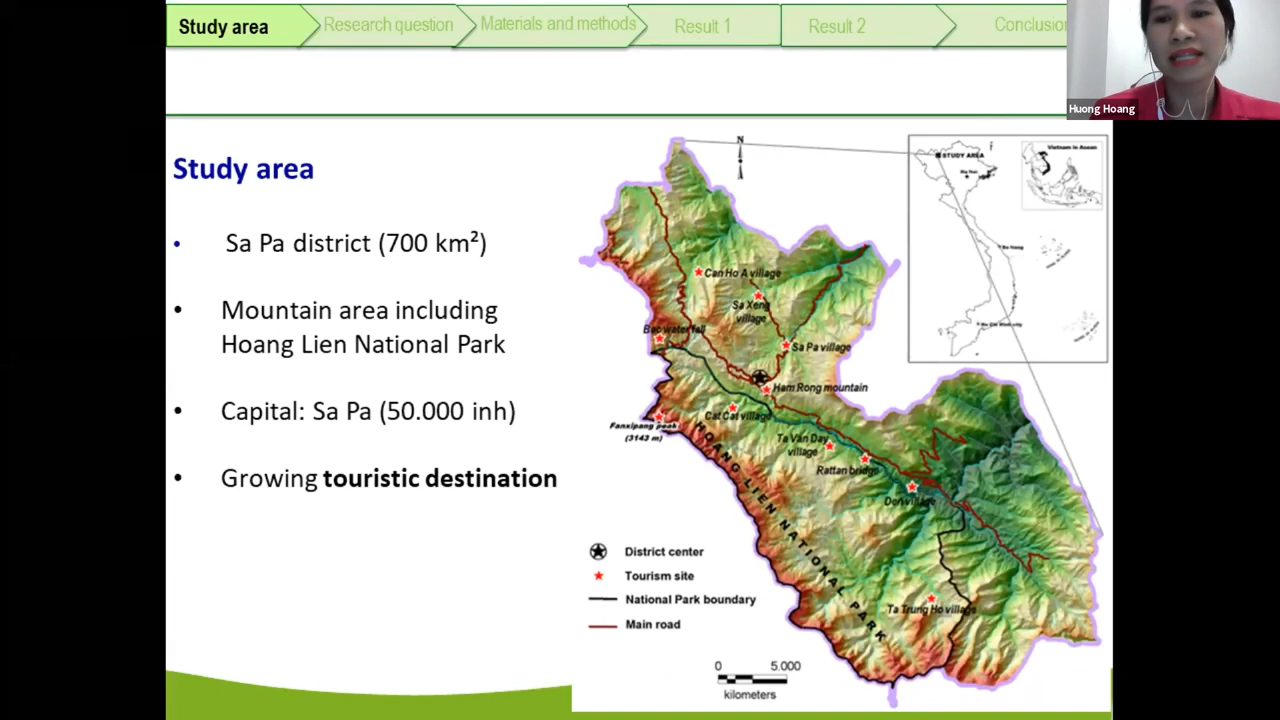 Study area
Research question
Materials and methods
Result 1
Result 2
Conclusion
Huong Hoang
Study area
• Sa Pa district (700 km²)
• Mountain area including
Hoang Lien National Park
• Capital: Sa Pa (50.000 inh)
• Growing touristic destination
N
STUDY AREA
Vietnam in Asean
Can Ho A village
Sa Xeng
village
Bac water fall
Sa Pa village
Ham Rong mountain
Cat Cat village
Fanxipang peak
(3143 m)
Ta Van Day
village
Rattan bridge
Den village
HOANG LIEN NATIONAL PARK
Ta Trung Ho village
District center
Tourism site
National Park boundary
Main road
0 5.000
kilometers